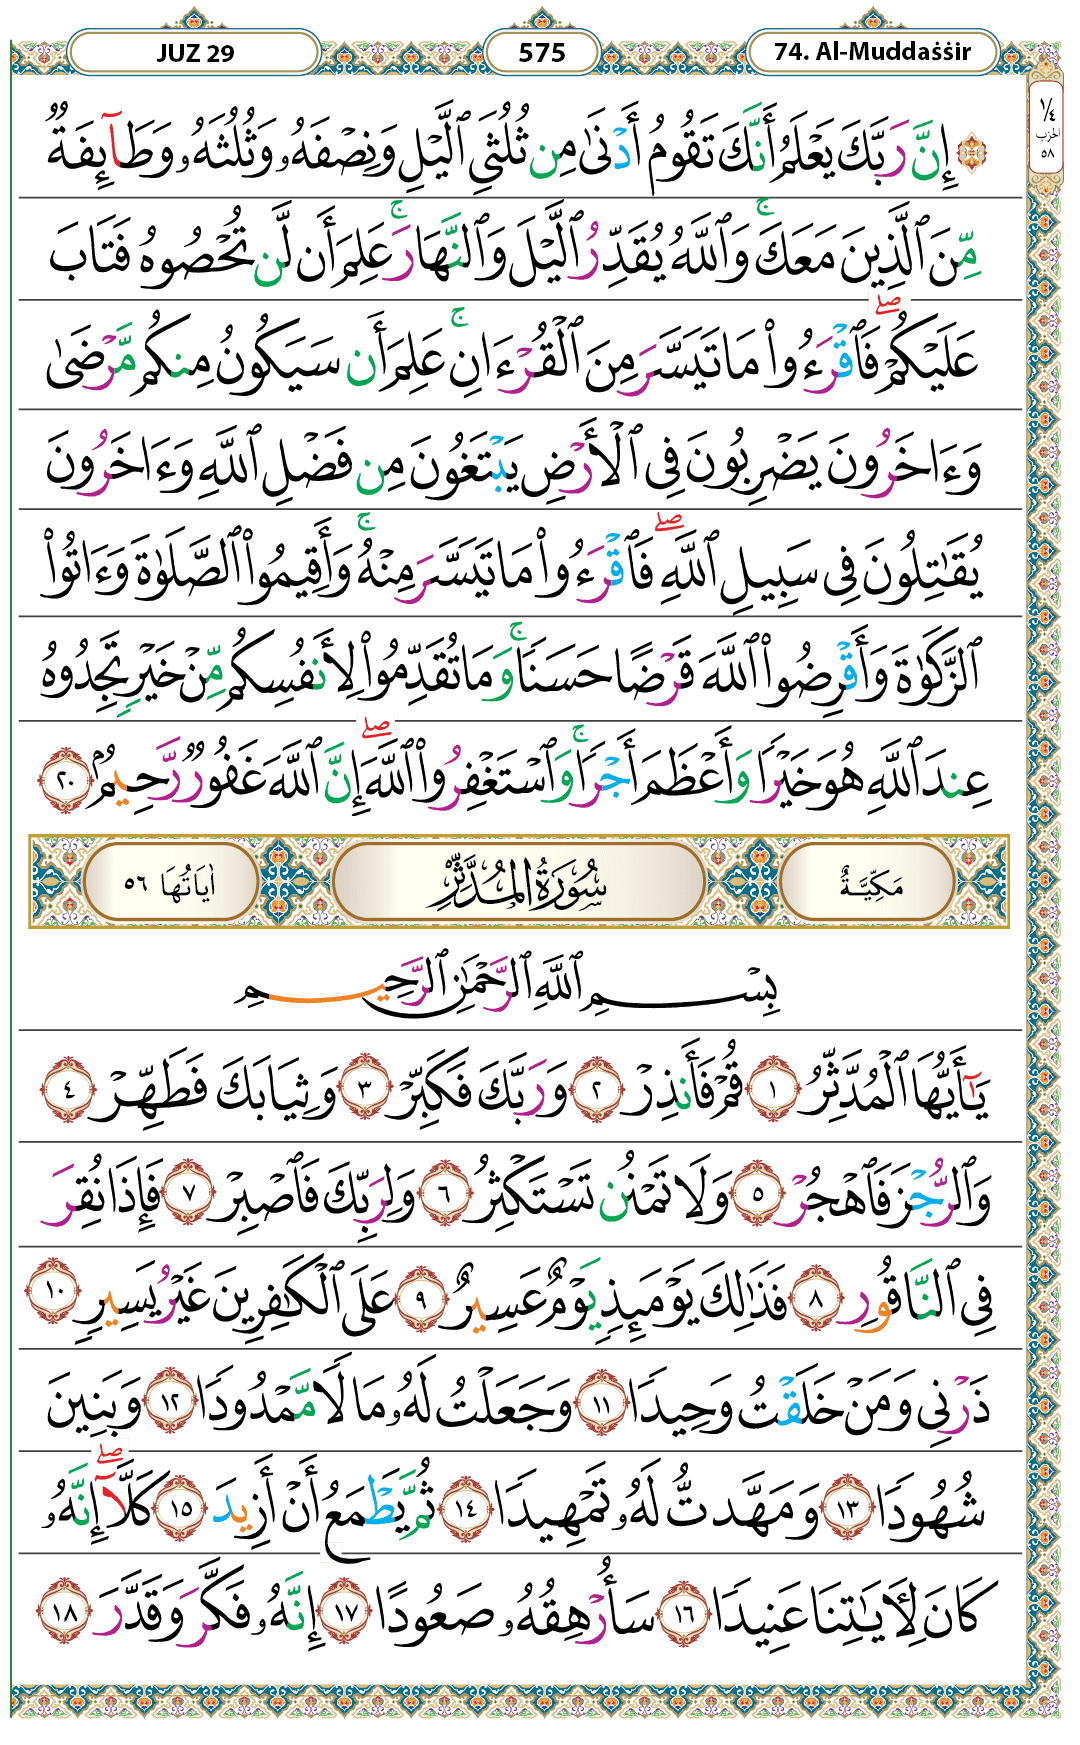 JUZ 29
575
74. Al-Muddaṡṡir
١/٤
الحزب
٥٨
۞ إِنَّ رَبَّكَ يَعْلَمُ أَنَّكَ تَقُومُ أَدْنَىٰ مِن ثُلُثَيِ ٱلَّيْلِ وَنِصْفَهُۥ وَثُلُثَهُۥ وَطَآئِفَةٌ
مِّنَ ٱلَّذِينَ مَعَكَ ۚ وَٱللَّهُ يُقَدِّرُ ٱلَّيْلَ وَٱلنَّهَارَ ۚ عَلِمَ أَن لَّن تُحْصُوهُ فَتَابَ
عَلَيْكُمْ ۖ فَٱقْرَءُوا۟ مَا تَيَسَّرَ مِنَ ٱلْقُرْءَانِ ۚ عَلِمَ أَن سَيَكُونُ مِنكُم مَّرْضَىٰ
وَءَاخَرُونَ يَضْرِبُونَ فِى ٱلْأَرْضِ يَبْتَغُونَ مِن فَضْلِ ٱللَّهِ وَءَاخَرُونَ
يُقَٰتِلُونَ فِى سَبِيلِ ٱللَّهِ ۖ فَٱقْرَءُوا۟ مَا تَيَسَّرَ مِنْهُ ۚ وَأَقِيمُوا۟ ٱلصَّلَوٰةَ وَءَاتُوا۟
ٱلزَّكَوٰةَ وَأَقْرِضُوا۟ ٱللَّهَ قَرْضًا حَسَنًا ۚ وَمَا تُقَدِّمُوا۟ لِأَنفُسِكُم مِّنْ خَيْرٍ تَجِدُوهُ
عِندَ ٱللَّهِ هُوَ خَيْرًا وَأَعْظَمَ أَجْرًا ۚ وَٱسْتَغْفِرُوا۟ ٱللَّهَ ۖ إِنَّ ٱللَّهَ غَفُورٌ رَّحِيمٌۢ ٢٠
مَكِّيَّةٌ
سُورَةُ المُدَّثِّرِ
اٰيَاتُهَا ٥٦
بِسْمِ ٱللَّهِ ٱلرَّحْمَٰنِ ٱلرَّحِيمِ
يَٰٓأَيُّهَا ٱلْمُدَّثِّرُ ١ قُمْ فَأَنذِرْ ٢ وَرَبَّكَ فَكَبِّرْ ٣ وَثِيَابَكَ فَطَهِّرْ ٤
وَٱلرُّجْزَ فَٱهْجُرْ ٥ وَلَا تَمْنُن تَسْتَكْثِرُ ٦ وَلِرَبِّكَ فَٱصْبِرْ ٧ فَإِذَا نُقِرَ
فِى ٱلنَّاقُورِ ٨ فَذَٰلِكَ يَوْمَئِذٍ يَوْمٌ عَسِيرٌ ٩ عَلَى ٱلْكَٰفِرِينَ غَيْرُ يَسِيرٍ ١٠
ذَرْنِى وَمَنْ خَلَقْتُ وَحِيدًا ١١ وَجَعَلْتُ لَهُۥ مَالًا مَّمْدُودًا ١٢ وَبَنِينَ
شُهُودًا ١٣ وَمَهَّدتُّ لَهُۥ تَمْهِيدًا ١٤ ثُمَّ يَطْمَعُ أَنْ أَزِيدَ ١٥ كَلَّآ ۖ إِنَّهُۥ
كَانَ لِـَٔايَٰتِنَا عَنِيدًا ١٦ سَأُرْهِقُهُۥ صَعُودًا ١٧ إِنَّهُۥ فَكَّرَ وَقَدَّرَ ١٨